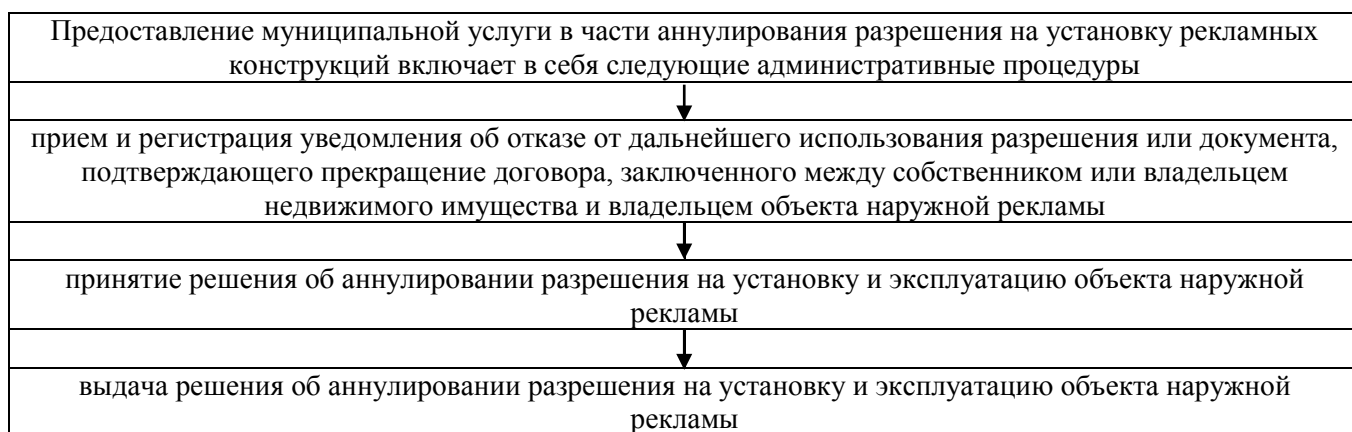 Предоставление муниципальной услуги в части аннулирования разрешения на установку рекламных
конструкций включает в себя следующие административные процедуры
прием и регистрация уведомления об отказе от дальнейшего использования разрешения или документа,
подтверждающего прекращение договора, заключенного между собственником или владельцем
недвижимого имущества и владельцем объекта наружной рекламы
принятие решения об аннулировании разрешения на установку и эксплуатацию объекта наружной
рекламы
выдача решения об аннулировании разрешения на установку и эксплуатацию объекта наружной
рекламы